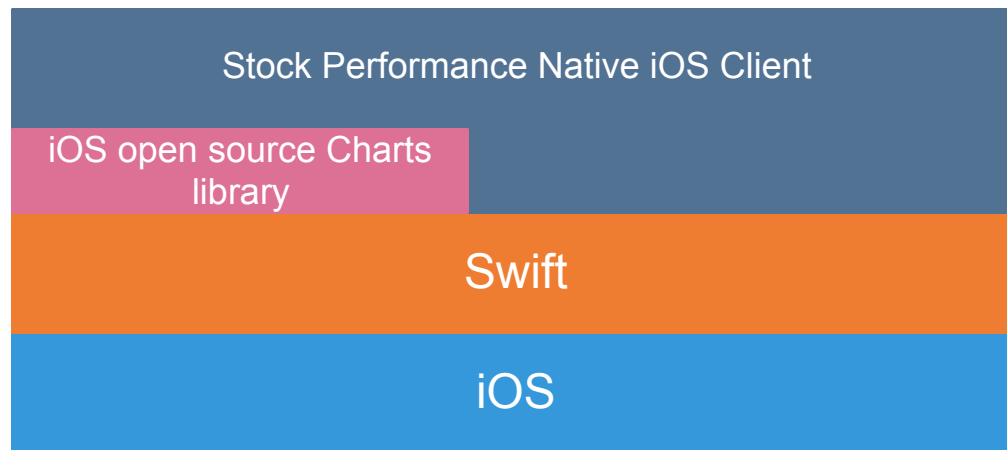 Stock Performance Native iOS Client
iOS open source Charts
library
Swift
iOS